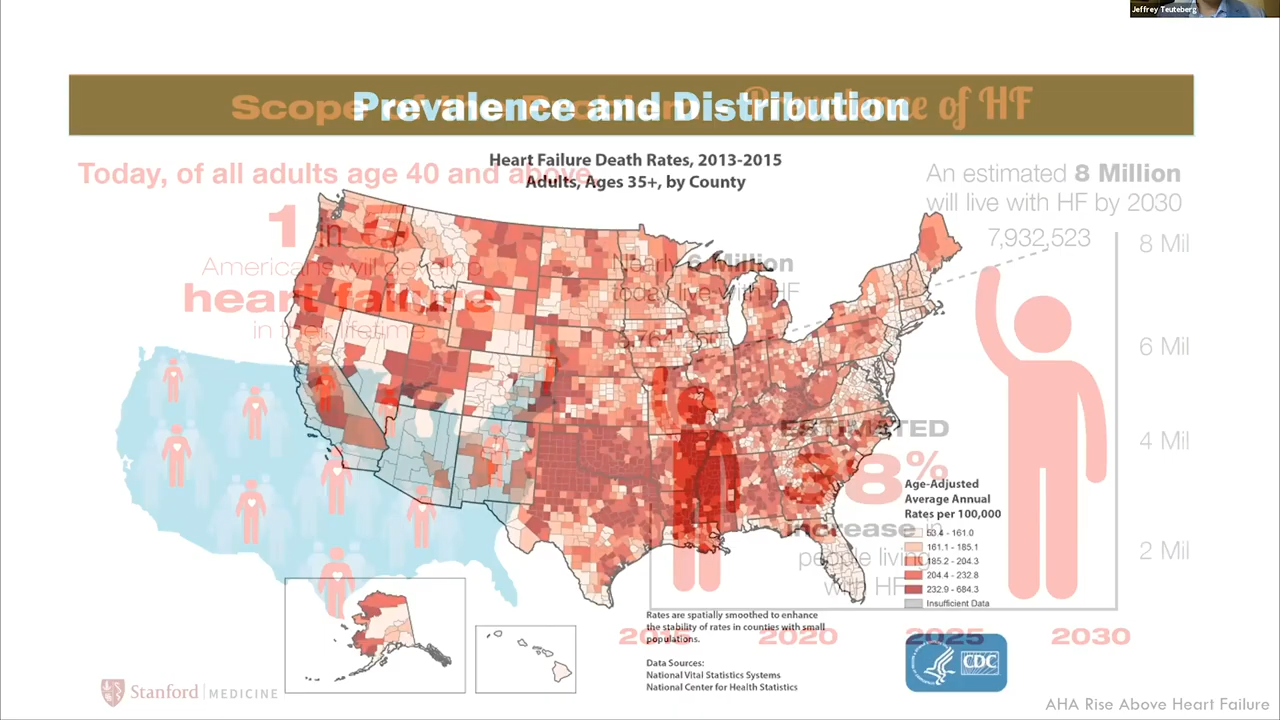 Jeffrey Teuteberg
Scope of the Problem - Prevalence of HF
Prevalence and Distribution
Heart Failure Death Rates, 2013-2015
Adults, Ages 35+, by County
Today, of all adults age 40 and above,
1 in 5
Americans will develop
heart failure
in their lifetime
Nearly 6 Million
today live with HF
An estimated 8 Million
will live with HF by 2030
7,932,523
8 Mil
6 Mil
4 Mil
2 Mil
ESTIMATED
38%
increase in
people living
with HF
Age-Adjusted
Average Annual
Rates per 100,000
53.4 - 161.0
161.1 - 185.1
185.2 - 204.3
204.4 - 232.8
232.9 - 684.3
Insufficient Data
Rates are spatially smoothed to enhance
the stability of rates in counties with small
populations.
2020
2025
2030
Data Sources:
National Vital Statistics Systems
National Center for Health Statistics
CDC
Stanford MEDICINE
AHA Rise Above Heart Failure